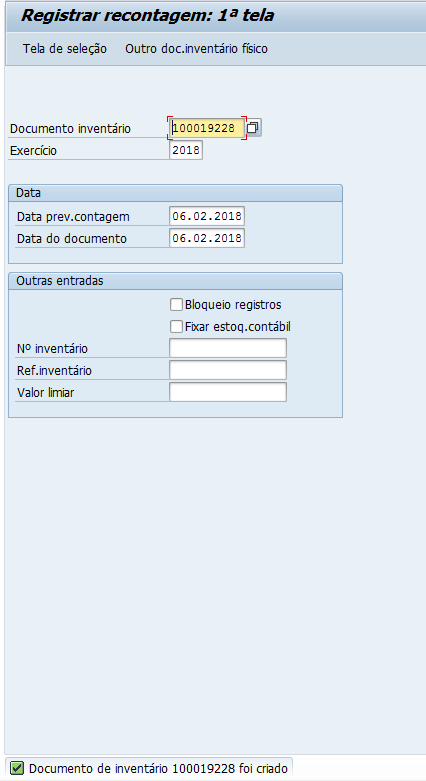 Registrar recontagem: 1ª tela
Tela de seleção Outro doc.inventário físico
Documento inventário 100019228
Exercício 2018
Data
Data prev.contagem 06.02.2018
Data do documento 06.02.2018
Outras entradas
Bloqueio registros
Fixar estoq.contábil
Nº inventário
Ref.inventário
Valor limiar
Documento de inventário 100019228 foi criado